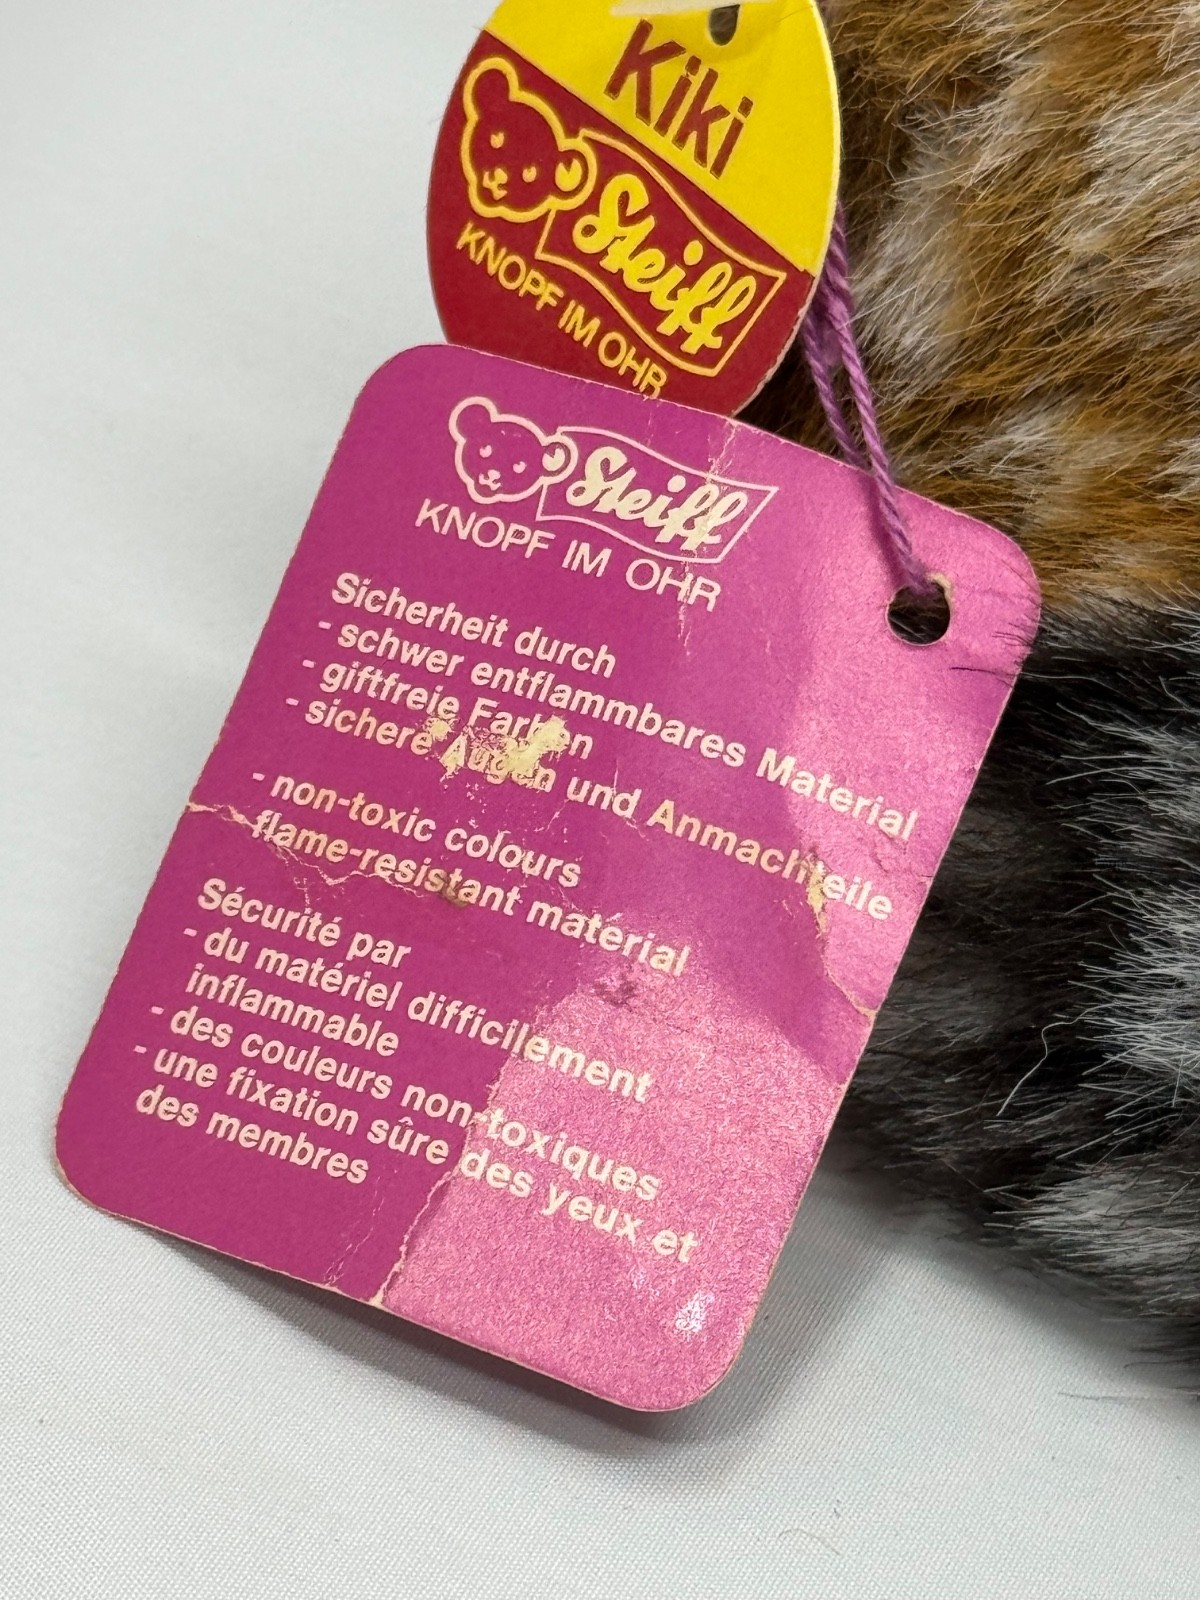 Kiki
Steiff
KNOPF IM OHR
Steiff
KNOPF IM OHR
Sicherheit durch
- schwer entflammbares Material
- giftfreie Farben
- sichere Augen und Anmachteile
- non-toxic colours
flame-resistant material
Sécurité par
- du matériel difficilement
inflammable
- des couleurs non-toxiques
- une fixation sûre des yeux et
des membres